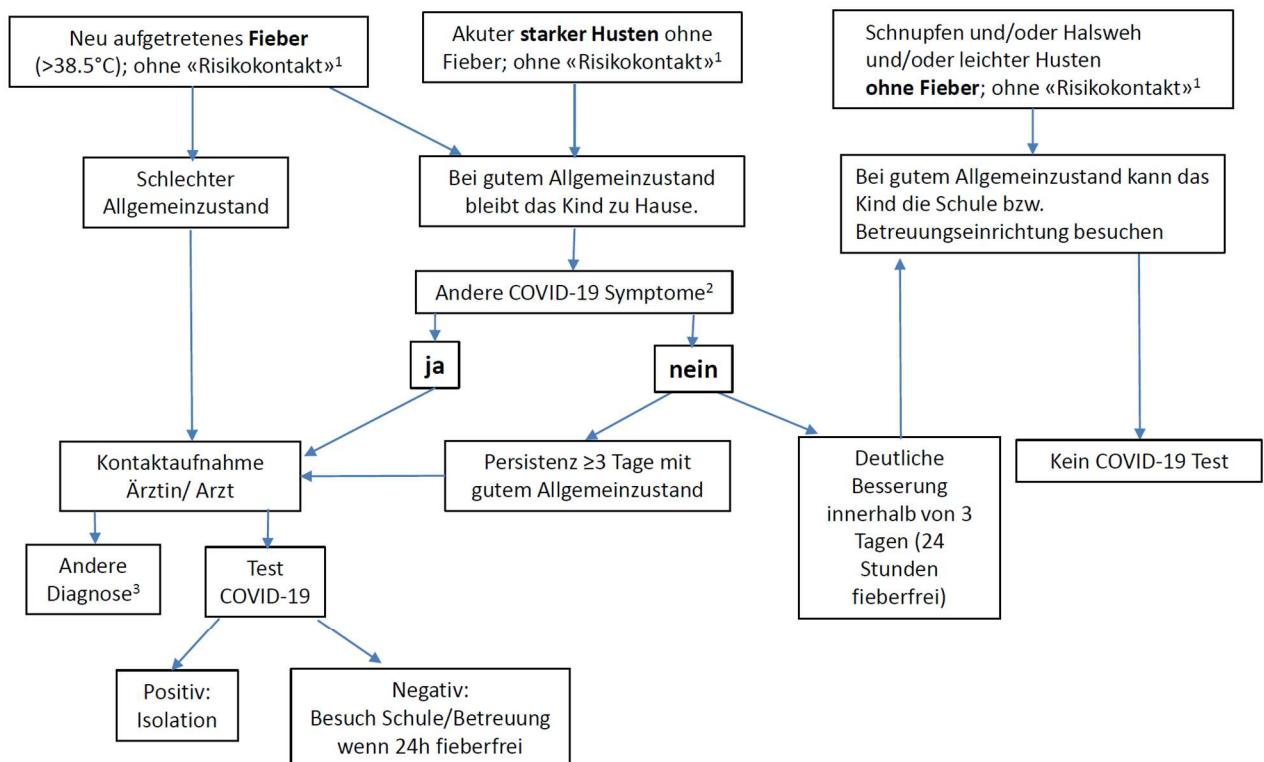 Neu aufgetretenes Fieber
(>38.5°C); ohne «Risikokontakt»¹
Akuter starker Husten ohne
Fieber; ohne «Risikokontakt»¹
Schnupfen und/oder Halsweh
und/oder leichter Husten
ohne Fieber; ohne «Risikokontakt»¹
Schlechter
Allgemeinzustand
Bei gutem Allgemeinzustand
bleibt das Kind zu Hause.
Bei gutem Allgemeinzustand kann das
Kind die Schule bzw.
Betreuungseinrichtung besuchen
Andere COVID-19 Symptome²
ja
nein
Kontaktaufnahme
Ärztin/ Arzt
Persistenz ≥3 Tage mit
gutem Allgemeinzustand
Deutliche
Besserung
innerhalb von 3
Tagen (24
Stunden
fieberfrei)
Kein COVID-19 Test
Andere
Diagnose³
Test
COVID-19
Positiv:
Isolation
Negativ:
Besuch Schule/Betreuung
wenn 24h fieberfrei